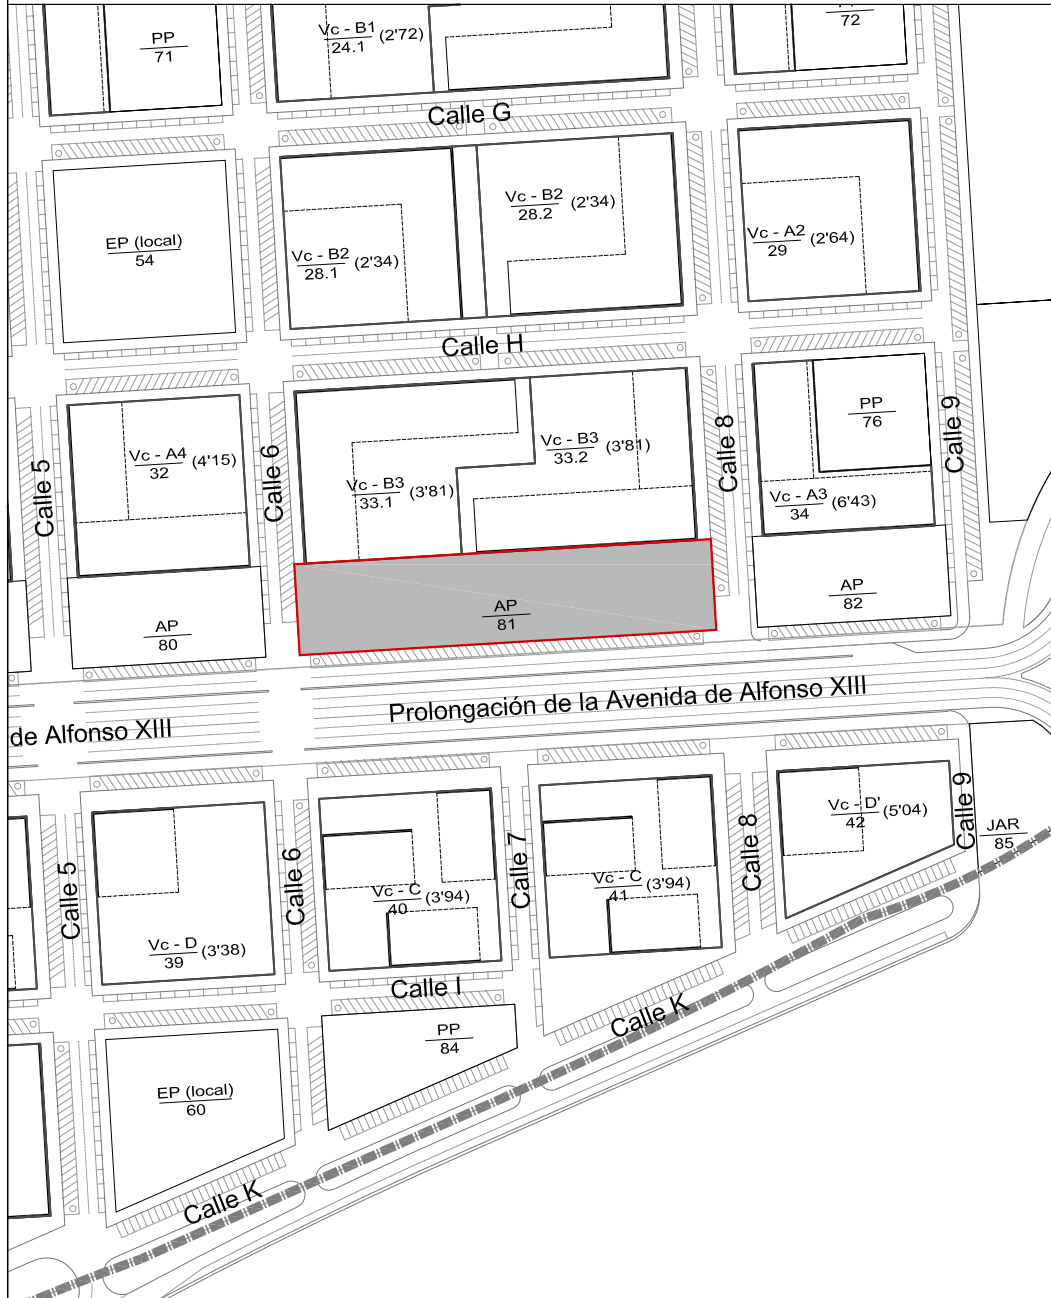 PP
71
Vc - B1
24.1 (2'72)
72
Calle G
EP (local)
54
Vc - B2
28.1 (2'34)
Vc - B2
28.2 (2'34)
Vc - A2
29 (2'64)
Calle H
Calle 5
Vc - A4
32 (4'15)
Calle 6
Vc - B3
33.1 (3'81)
Vc - B3
33.2 (3'81)
Calle 8
PP
76
Vc - A3
34 (6'43)
Calle 9
AP
80
AP
81
AP
82
de Alfonso XIII
Prolongación de la Avenida de Alfonso XIII
Calle 5
Vc - D
39 (3'38)
Calle 6
Vc - C
40 (3'94)
Calle 7
Vc - C
41 (3'94)
Calle 8
Vc - D'
42 (5'04)
Calle 9
JAR
85
Calle I
PP
84
Calle K
EP (local)
60
Calle K